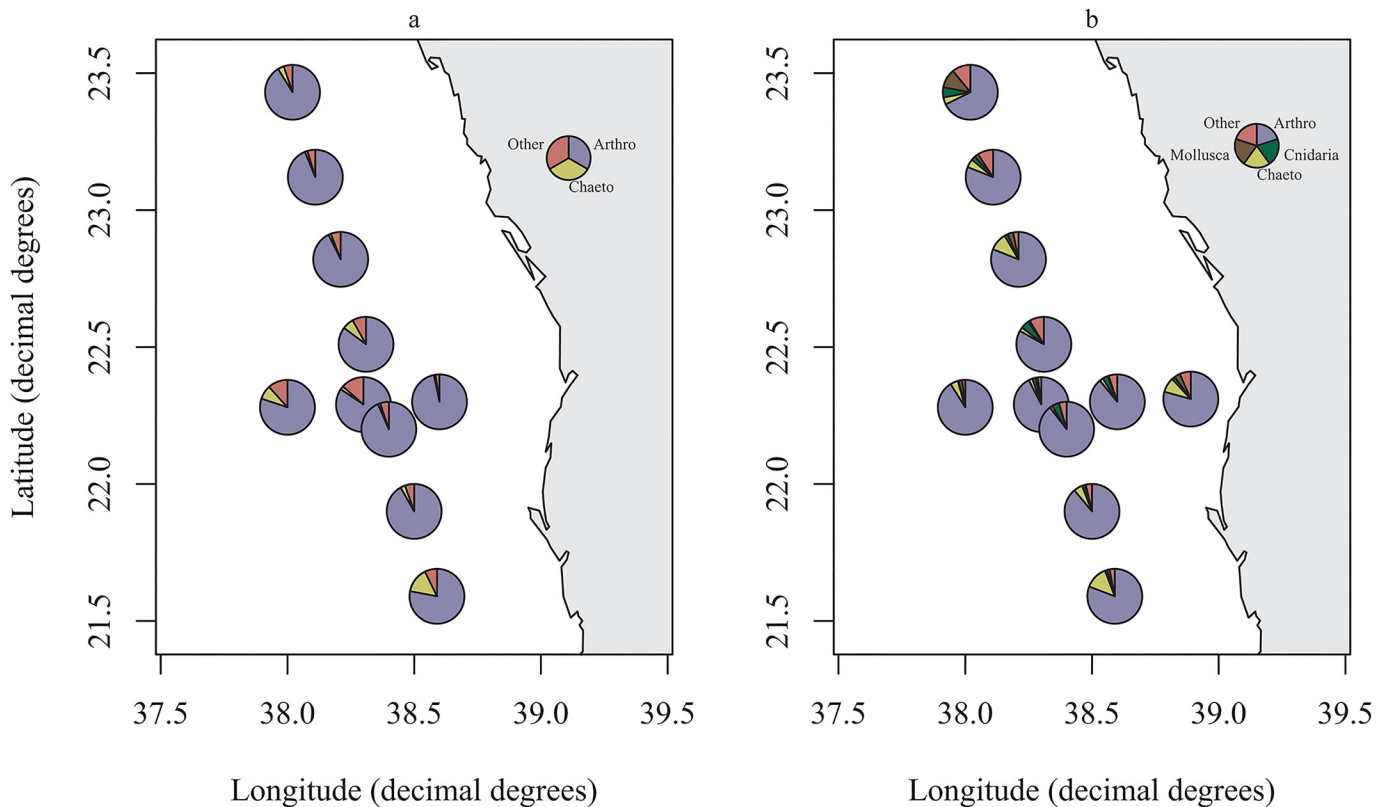 a
b
Latitude (decimal degrees)
23.5
23.0
22.5
22.0
21.5
Other
Arthro
Chaeto
37.5
38.0
38.5
39.0
39.5
Longitude (decimal degrees)
23.5
23.0
22.5
22.0
21.5
Other
Arthro
Mollusca
Cnidaria
Chaeto
37.5
38.0
38.5
39.0
39.5
Longitude (decimal degrees)